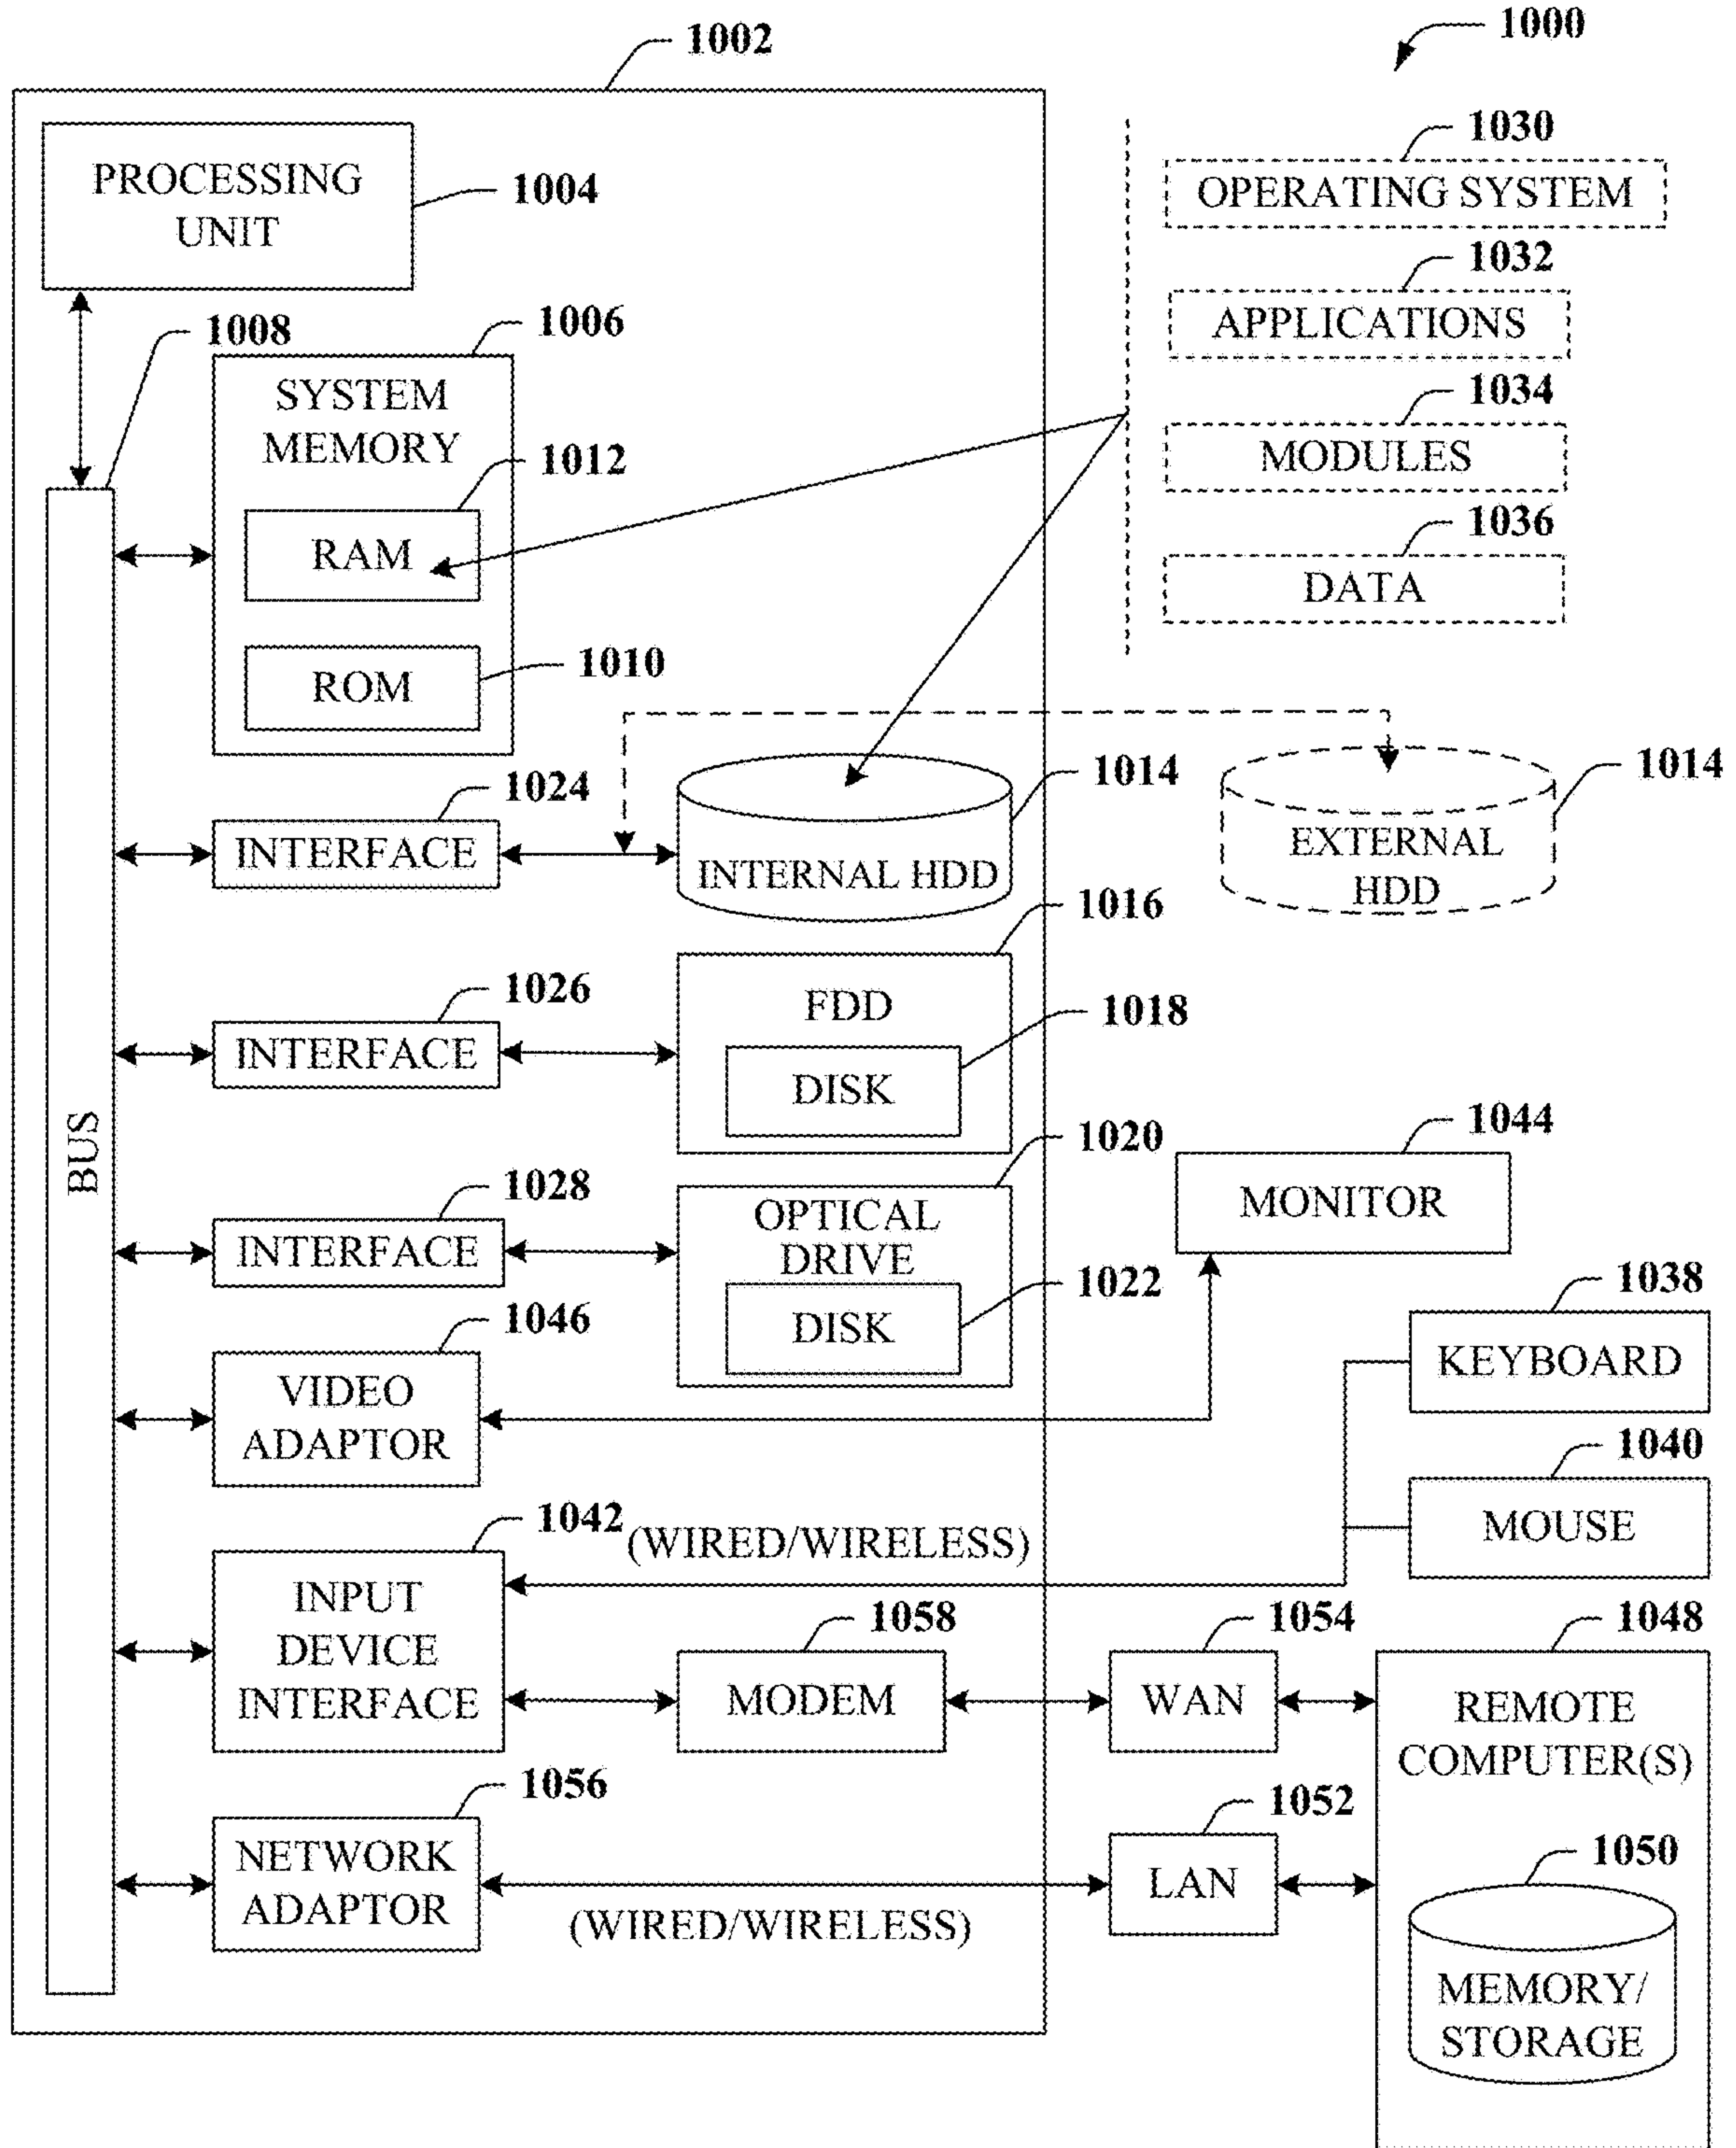 1000
1002
PROCESSING
UNIT
1004
1030
OPERATING SYSTEM
1032
APPLICATIONS
1034
MODULES
1036
DATA
1008
1006
SYSTEM
MEMORY
1012
RAM
1010
ROM
BUS
1024
INTERFACE
1014
INTERNAL HDD
1014
EXTERNAL
HDD
1026
INTERFACE
1016
FDD
1018
DISK
1028
INTERFACE
1020
OPTICAL
DRIVE
1022
DISK
1044
MONITOR
1046
VIDEO
ADAPTOR
1038
KEYBOARD
1040
MOUSE
1042
(WIRED/WIRELESS)
INPUT
DEVICE
INTERFACE
1058
MODEM
1054
WAN
1048
REMOTE
COMPUTER(S)
1056
NETWORK
ADAPTOR
(WIRED/WIRELESS)
1052
LAN
1050
MEMORY/
STORAGE